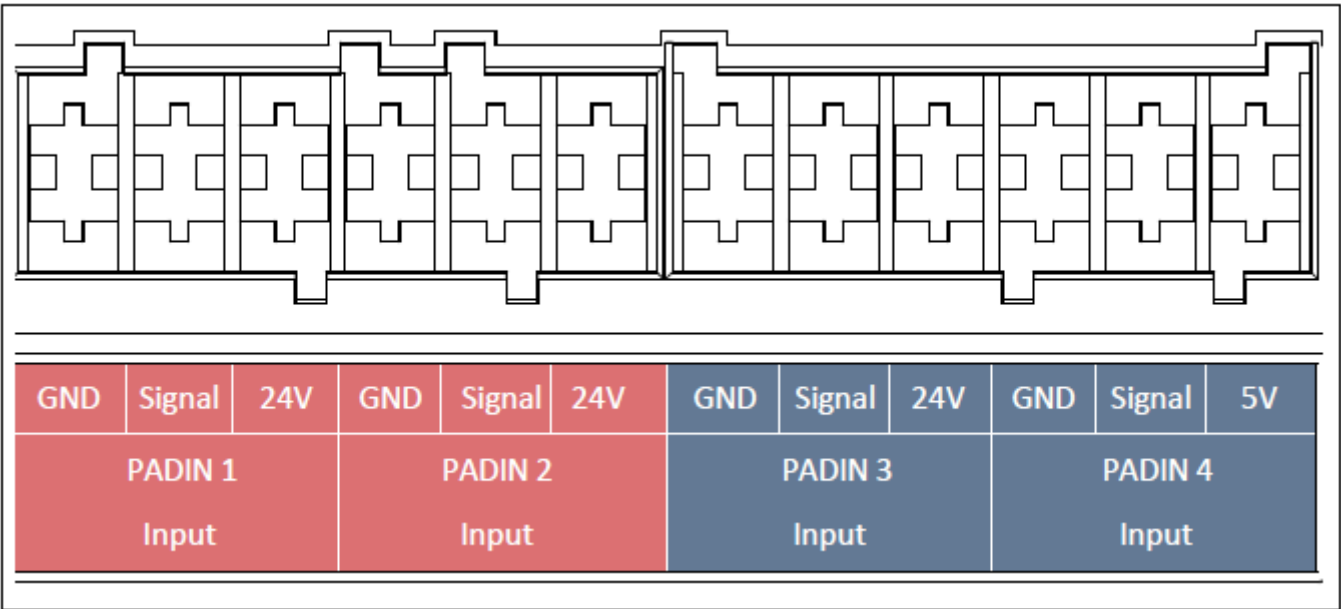 GND Signal 24V GND Signal 24V GND Signal 24V GND Signal 5V
PADIN 1 PADIN 2 PADIN 3 PADIN 4
Input Input Input Input